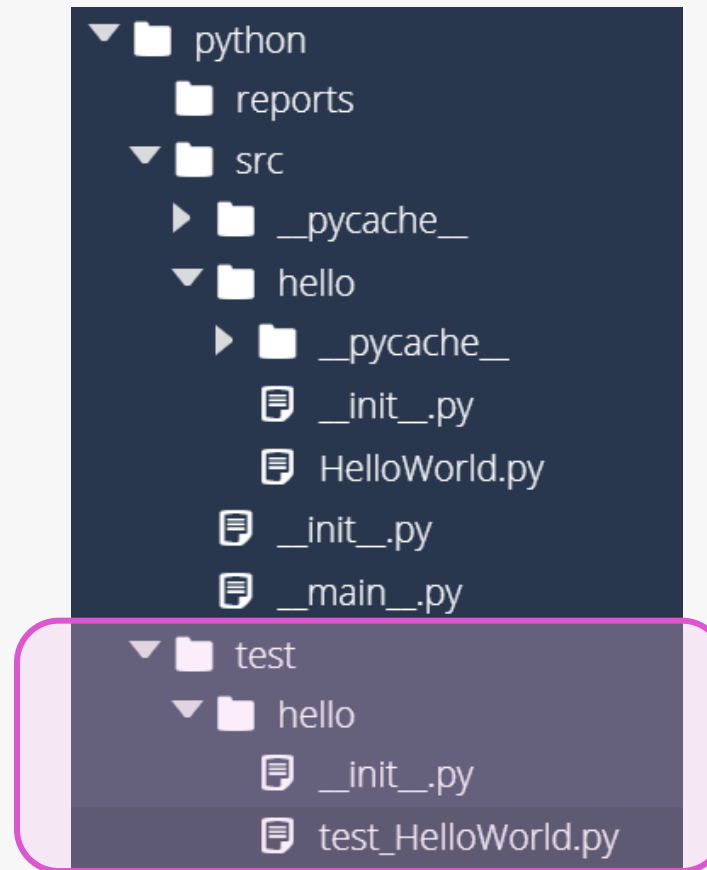 python
reports
src
__pycache__
hello
__pycache__
__init__.py
HelloWorld.py
__init__.py
__main__.py
test
hello
__init__.py
test_HelloWorld.py